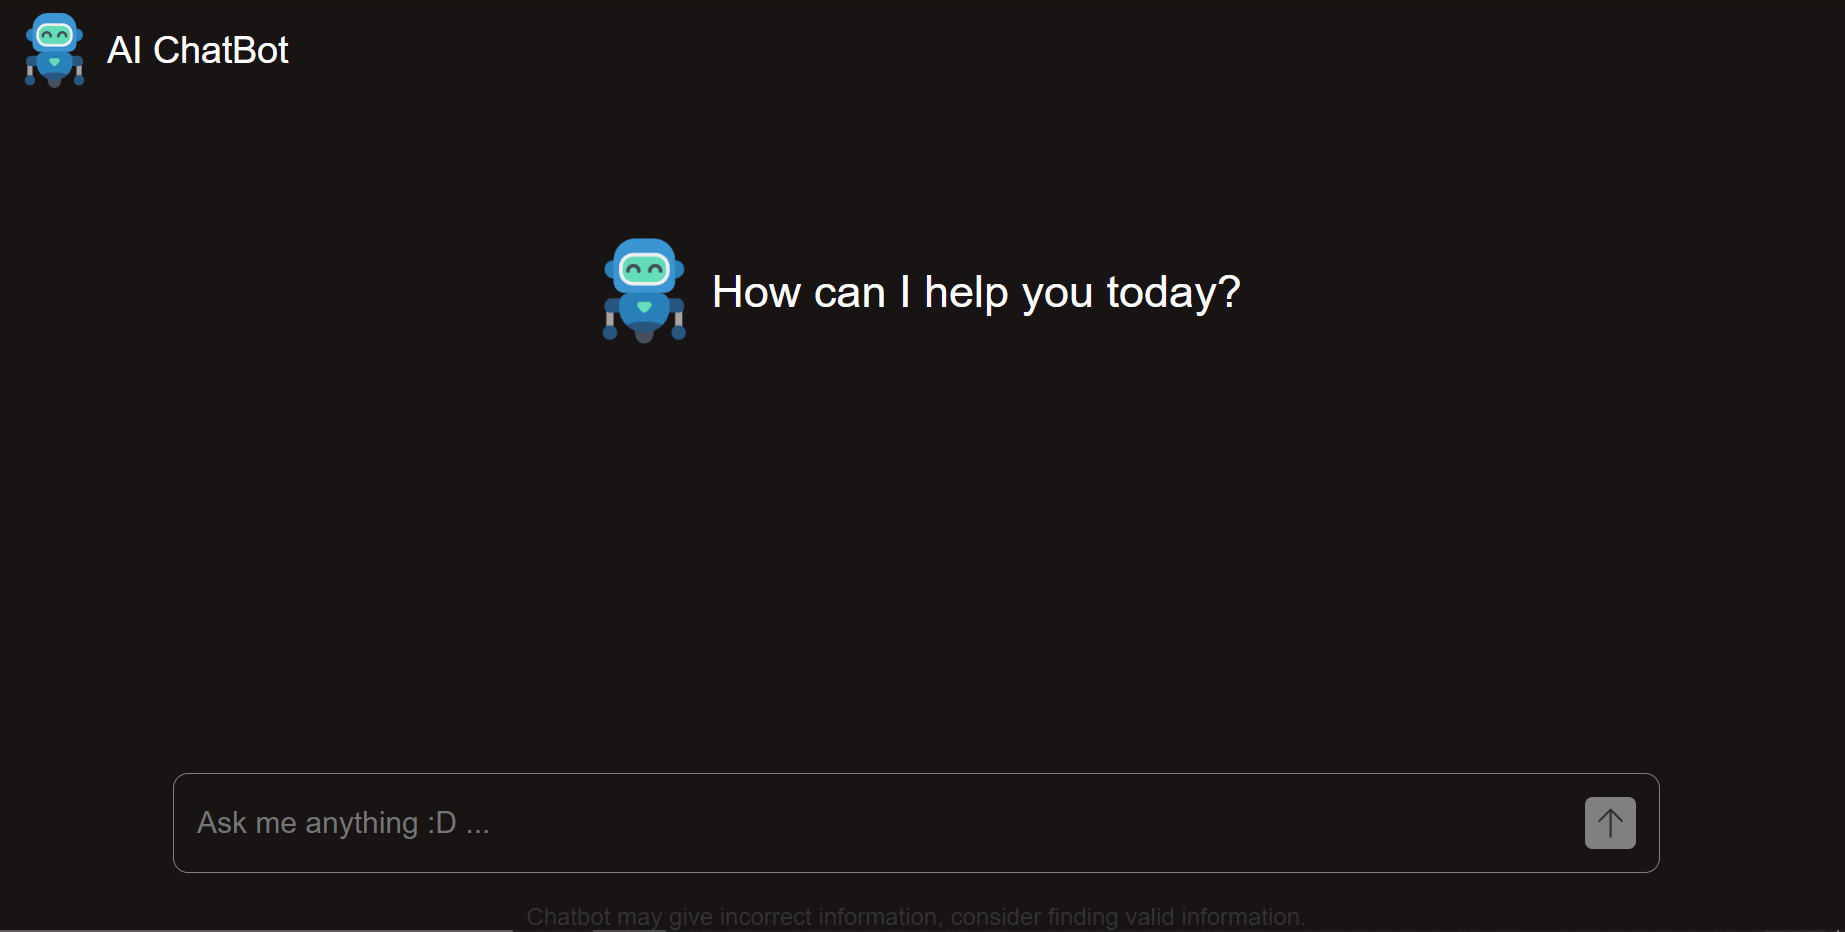 AI ChatBot
How can I help you today?
Ask me anything :D ...
Chatbot may give incorrect information, consider finding valid information.